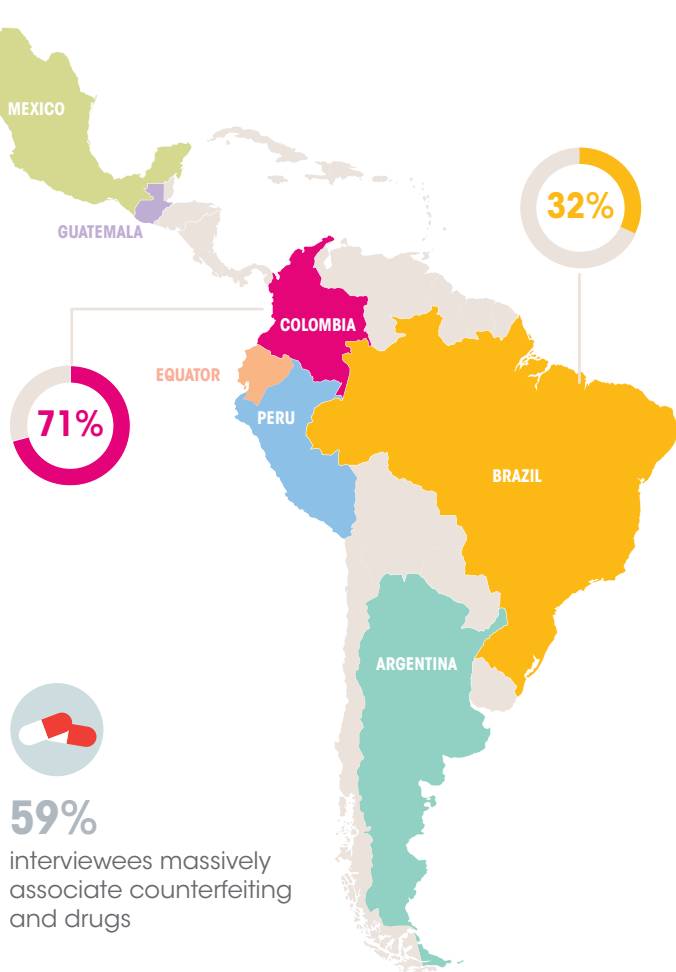 MEXICO
GUATEMALA
32%
COLOMBIA
EQUATOR
71%
PERU
BRAZIL
ARGENTINA
59%
interviewees massively
associate counterfeiting
and drugs